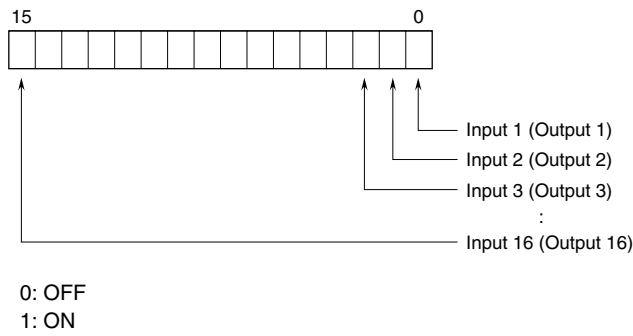 15 0
Input 1 (Output 1)
Input 2 (Output 2)
Input 3 (Output 3)
:
Input 16 (Output 16)
0: OFF
1: ON